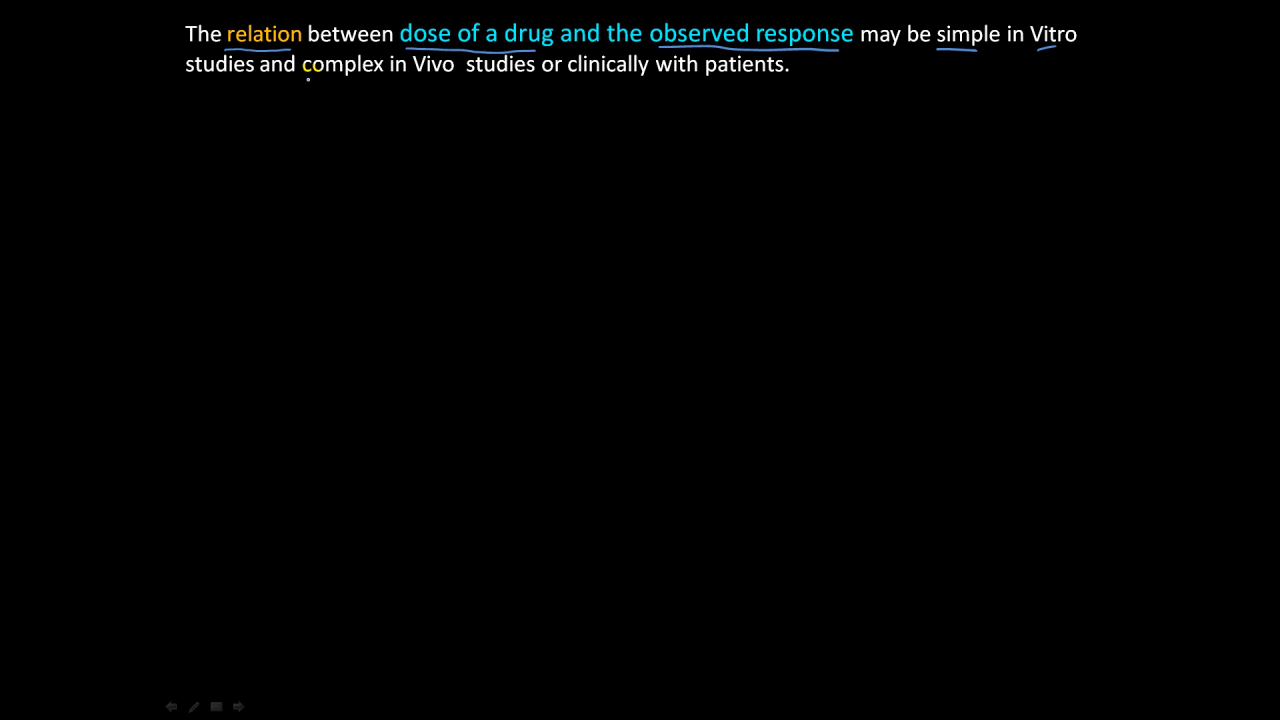 The relation between dose of a drug and the observed response may be simple in Vitro
studies and complex in Vivo  studies or clinically with patients.